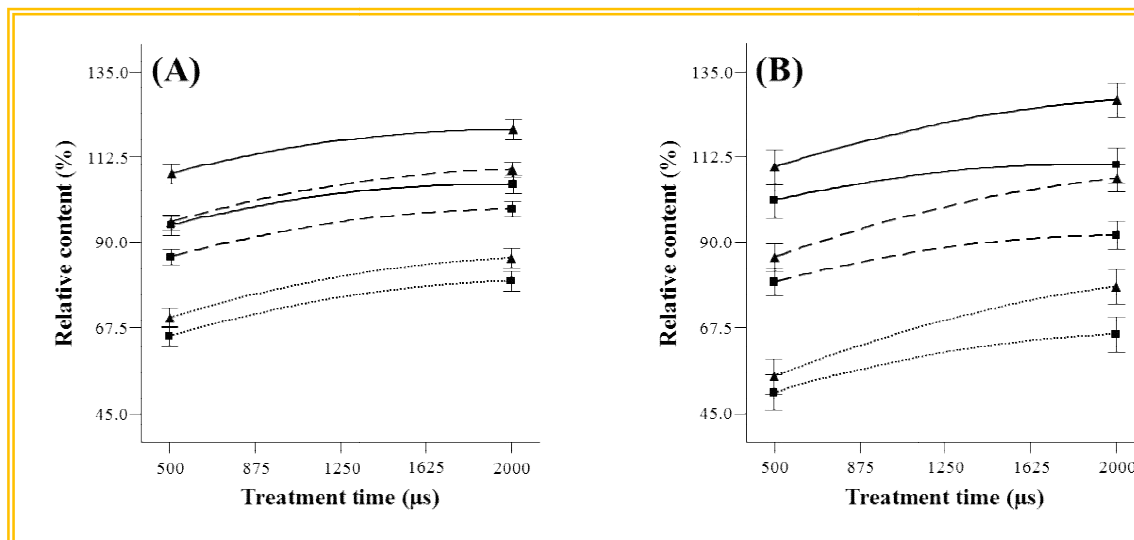 (A)
135.0
112.5
90.0
67.5
45.0
Relative content (%)
500 875 1250 1625 2000
Treatment time (μs)
(B)
135.0
112.5
90.0
67.5
45.0
Relative content (%)
500 875 1250 1625 2000
Treatment time (μs)